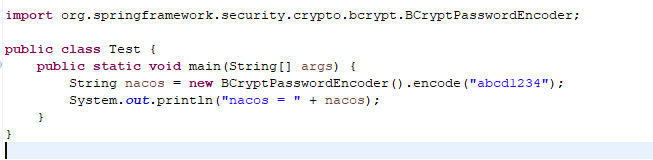 import org.springframework.security.crypto.bcrypt.BCryptPasswordEncoder;
public class Test {
public static void main(String[] args) {
String nacos = new BCryptPasswordEncoder().encode("abcd1234");
System.out.println("nacos = " + nacos);
}
}